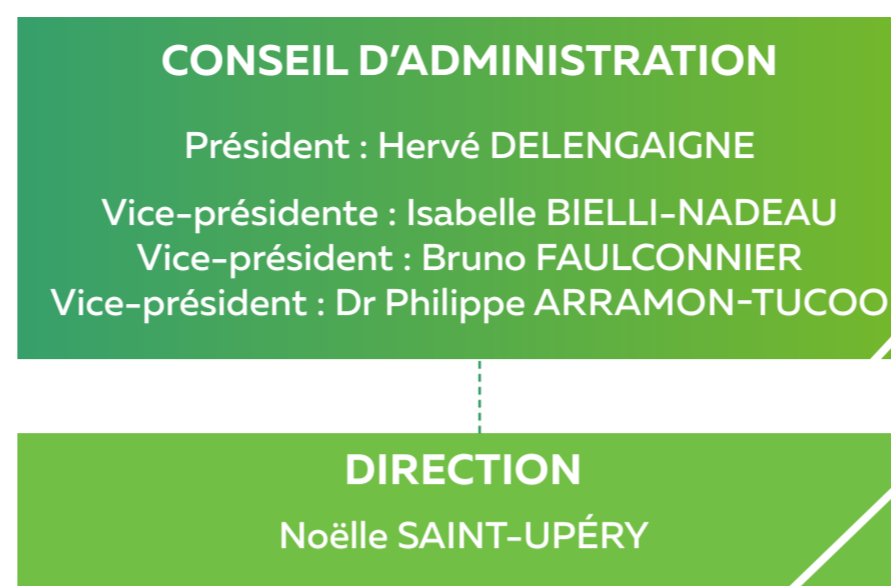 CONSEIL D’ADMINISTRATION
Président : Hervé DELENGAIGNE
Vice-présidente : Isabelle BIELLI-NADEAU
Vice-président : Bruno FAULCONNIER
Vice-président : Dr Philippe ARRAMON-TUCOO
DIRECTION
Noëlle SAINT-UPÉRY